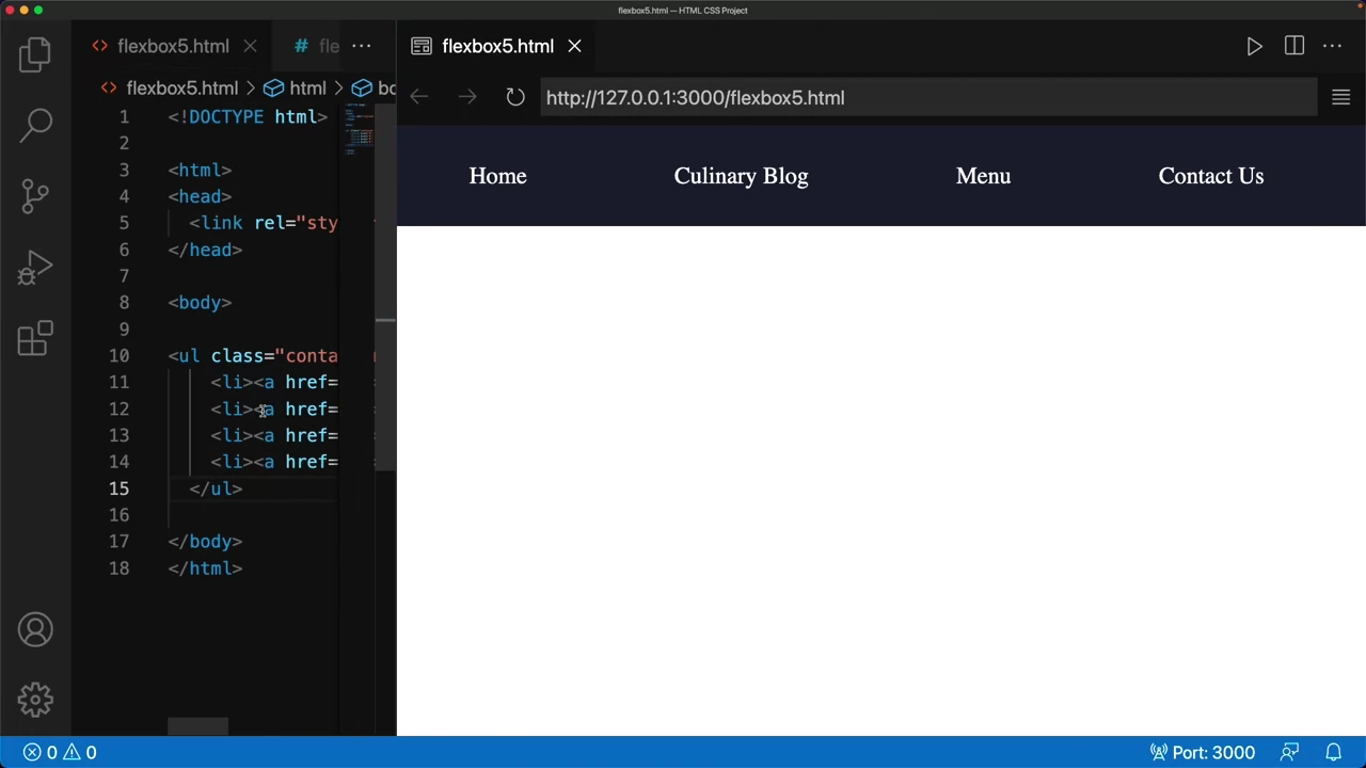 flexbox5.html — HTML CSS Project
flexbox5.html
# fle
flexbox5.html
flexbox5.html > html > bo
http://127.0.0.1:3000/flexbox5.html
1 <!DOCTYPE html>
2
3 <html>
4 <head>
5 <link rel="sty
6 </head>
7
8 <body>
9
10 <ul class="conta
11 <li><a href=
12 <li><a href=
13 <li><a href=
14 <li><a href=
15 </ul>
16
17 </body>
18 </html>
Home Culinary Blog Menu Contact Us
0 0
Port: 3000